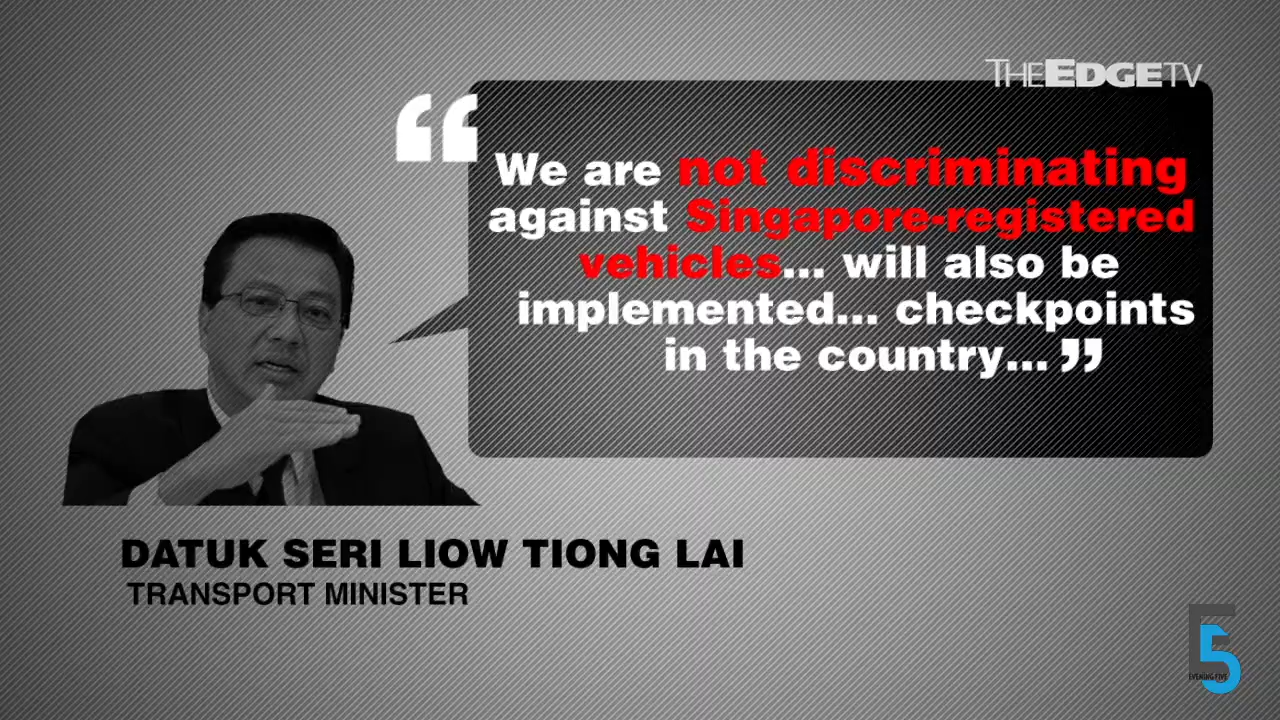 THEEDGETV
“
We are not discriminating
against Singapore-registered
vehicles... will also be
implemented... checkpoints
in the country...”
DATUK SERI LIOW TIONG LAI
TRANSPORT MINISTER
E5
EVENING FIVE